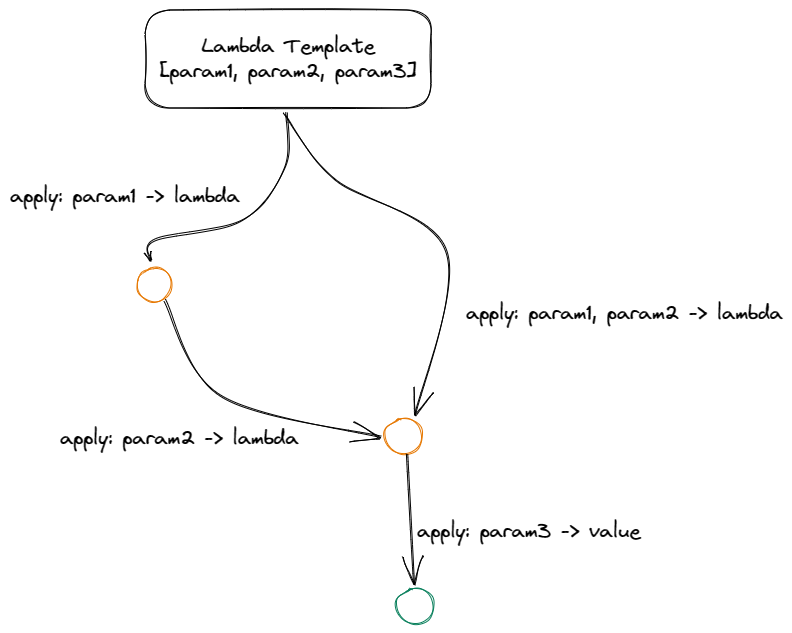 Lambda Template
[param1, param2, param3]
apply: param1 -> lambda
apply: param1, param2 -> lambda
apply: param2 -> lambda
apply: param3 -> value